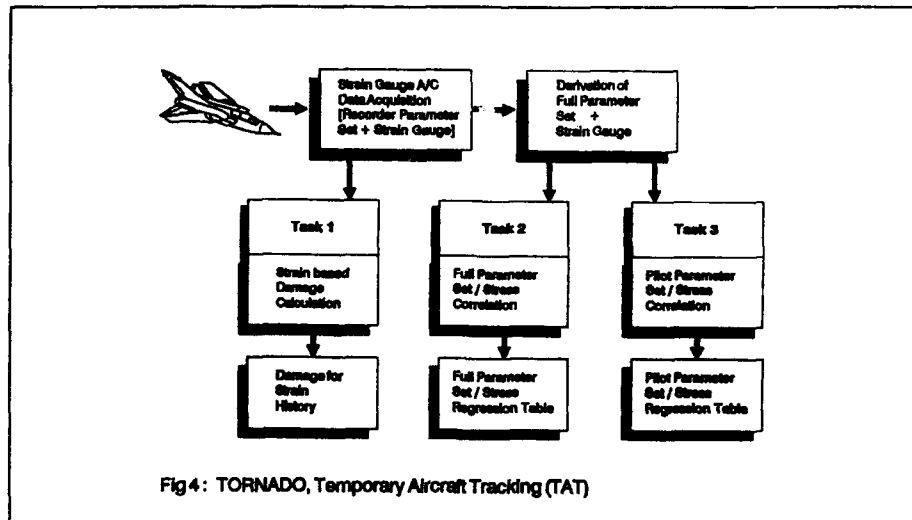 Strain Gauge A/C
Data Acquisition
[Recorder Parameter
Set + Strain Gauge]
Derivation of
Full Parameter
Set +
Strain Gauge
Task 1
Strain based
Damage
Calculation
Task 2
Full Parameter
Set / Stress
Correlation
Task 3
Pilot Parameter
Set / Stress
Correlation
Damage for
Strain
History
Full Parameter
Set / Stress
Regression Table
Pilot Parameter
Set / Stress
Regression Table
Fig 4 : TORNADO, Temporary Aircraft Tracking (TAT)